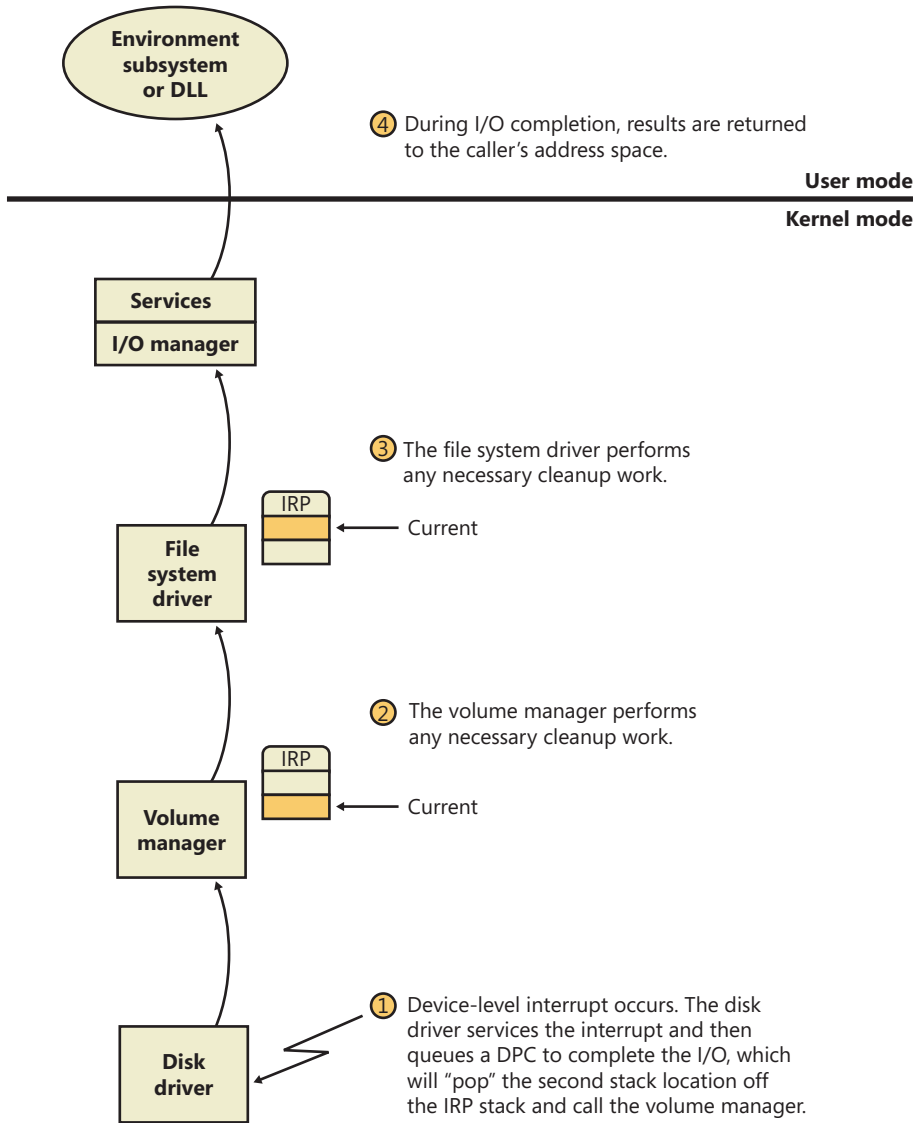 Environment
subsystem
or DLL
4 During I/O completion, results are returned
to the caller’s address space.
User mode
Kernel mode
Services
I/O manager
3 The file system driver performs
any necessary cleanup work.
IRP
Current
File
system
driver
2 The volume manager performs
any necessary cleanup work.
IRP
Current
Volume
manager
1 Device-level interrupt occurs. The disk
driver services the interrupt and then
queues a DPC to complete the I/O, which
will “pop” the second stack location off
the IRP stack and call the volume manager.
Disk
driver